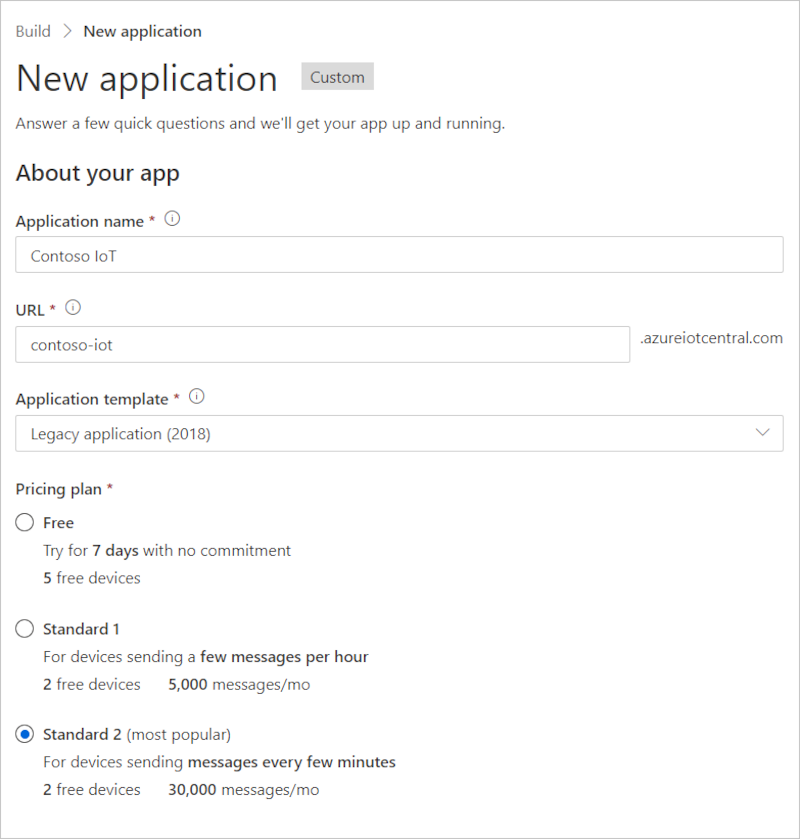 Build > New application
New application Custom
Answer a few quick questions and we'll get your app up and running.
About your app
Application name *
Contoso IoT
URL *
contoso-iot .azureiotcentral.com
Application template *
Legacy application (2018)
Pricing plan *
Free
Try for 7 days with no commitment
5 free devices
Standard 1
For devices sending a few messages per hour
2 free devices 5,000 messages/mo
Standard 2 (most popular)
For devices sending messages every few minutes
2 free devices 30,000 messages/mo